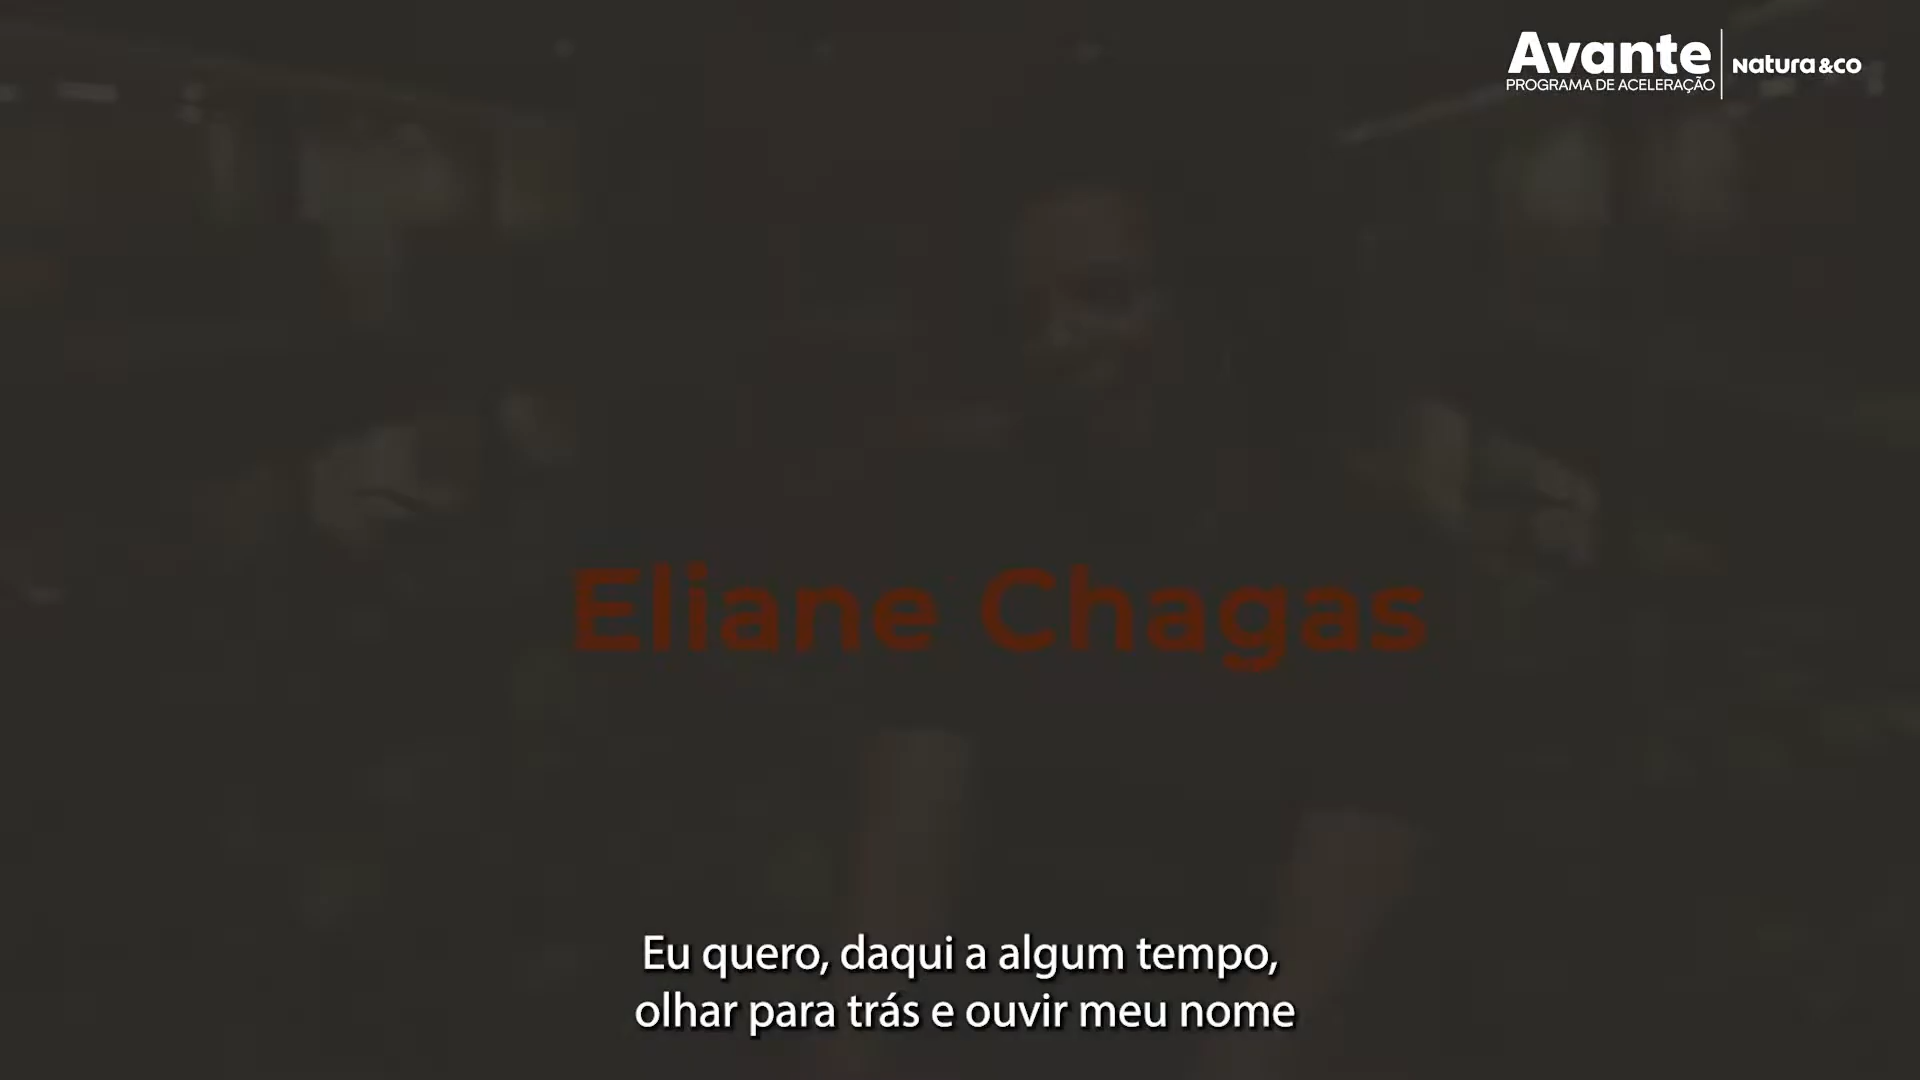 Avante
PROGRAMA DE ACELERAÇÃO
Natura &CO
Eliane Chagas
Eu quero, daqui a algum tempo,
olhar para trás e ouvir meu nome